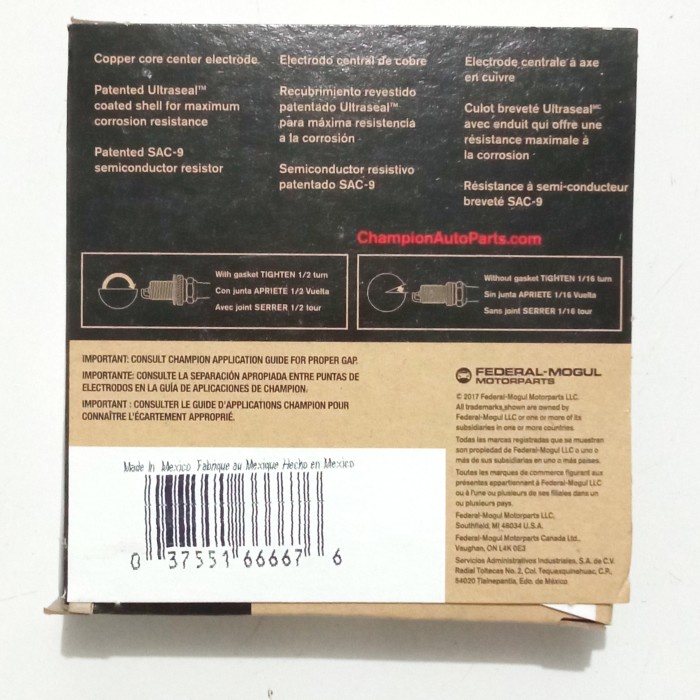 Copper core center electrode.
Patented Ultraseal™
coated shell for maximum
corrosion resistance
Patented SAC-9
semiconductor resistor
Electrodo central de cobre
Recubrimiento revestido
patentado Ultraseal™
para máxima resistencia
a la corrosión
Semiconductor resistivo
patentado SAC-9
Électrode centrale à axe
en cuivre
Culot breveté Ultraseal MC
avec enduit qui offre une
résistance maximale à
la corrosion
Résistance à semi-conducteur
breveté SAC-9
ChampionAutoParts.com
With gasket TIGHTEN 1/2 turn
Con junta APRIETE 1/2 Vuelta
Avec joint SERRER 1/2 tour
Without gasket TIGHTEN 1/16 turn
Sin junta APRIETE 1/16 Vuelta
Sans joint SERRER 1/16 tour
IMPORTANT: CONSULT CHAMPION APPLICATION GUIDE FOR PROPER GAP.
IMPORTANTE: CONSULTE LA SEPARACIÓN APROPIADA ENTRE PUNTAS DE
ELECTRODOS EN LA GUÍA DE APLICACIONES DE CHAMPION.
IMPORTANT : CONSULTER LE GUIDE D'APPLICATIONS CHAMPION POUR
CONNAÎTRE L'ÉCARTEMENT APPROPRIÉ.
FEDERAL-MOGUL
MOTORPARTS
© 2017 Federal-Mogul Motorparts LLC.
All trademarks shown are owned by
Federal-Mogul LLC or one or more of its
subsidiaries in one or more countries.
Todas las marcas registradas que se muestran
son propiedad de Federal-Mogul LLC o uno o
más de sus subsidiarias en uno o más países.
Toutes les marques de commerce figurant aux
présentes appartiennent à Federal-Mogul LLC
ou à l'une ou plusieurs de ses filiales dans un
ou plusieurs pays.
Federal-Mogul Motorparts LLC.
Southfield, MI 48034 U.S.A.
Federal-Mogul Motorparts Canada Ltd.,
Vaughan, ON L4K 0E3
Servicios Administrativos Industriales, S.A. de C.V.
Radial Toltecas No. 2, Col. Tequexquinahuac, C.P.
54020 Tlalnepantla, Edo. de México
Made in Mexico Fabrique au Mexique Hecho en Mexico
0 37551 66667 6